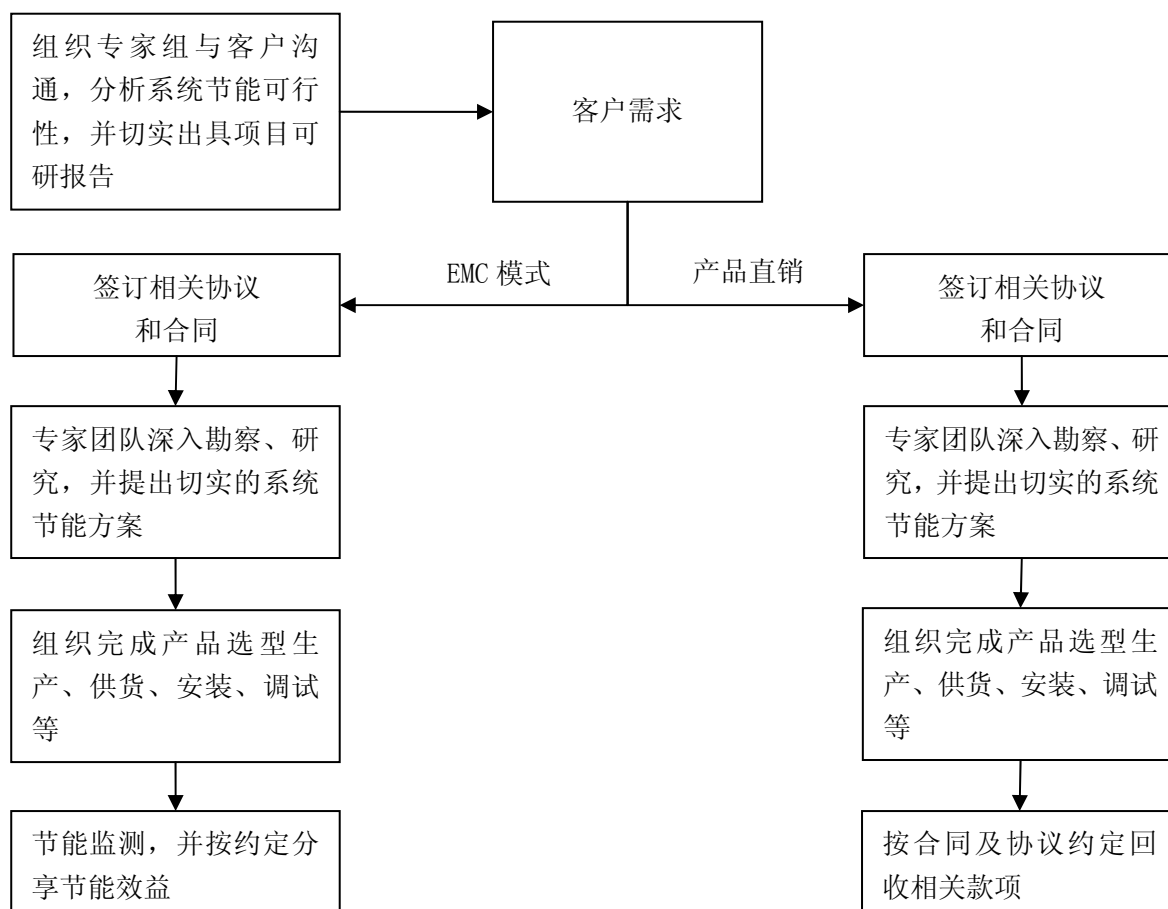 组织专家组与客户沟
通，分析系统节能可行
性，并切实出具项目可
研报告
客户需求
EMC 模式
产品直销
签订相关协议
和合同
签订相关协议
和合同
专家团队深入勘察、研
究，并提出切实的系统
节能方案
专家团队深入勘察、研
究，并提出切实的系统
节能方案
组织完成产品选型生
产、供货、安装、调试
等
组织完成产品选型生
产、供货、安装、调试
等
节能监测，并按约定分
享节能效益
按合同及协议约定回
收相关款项